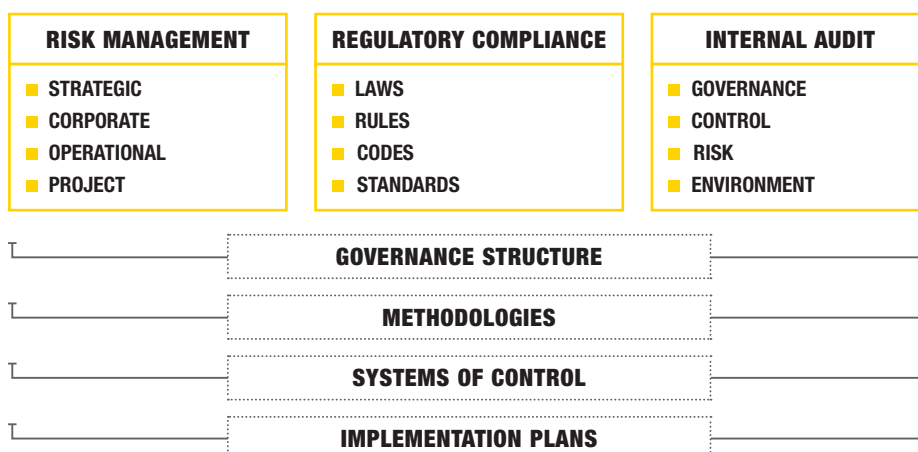 RISK MANAGEMENT
STRATEGIC
CORPORATE
OPERATIONAL
PROJECT
REGULATORY COMPLIANCE
LAWS
RULES
CODES
STANDARDS
INTERNAL AUDIT
GOVERNANCE
CONTROL
RISK
ENVIRONMENT
GOVERNANCE STRUCTURE
METHODOLOGIES
SYSTEMS OF CONTROL
IMPLEMENTATION PLANS